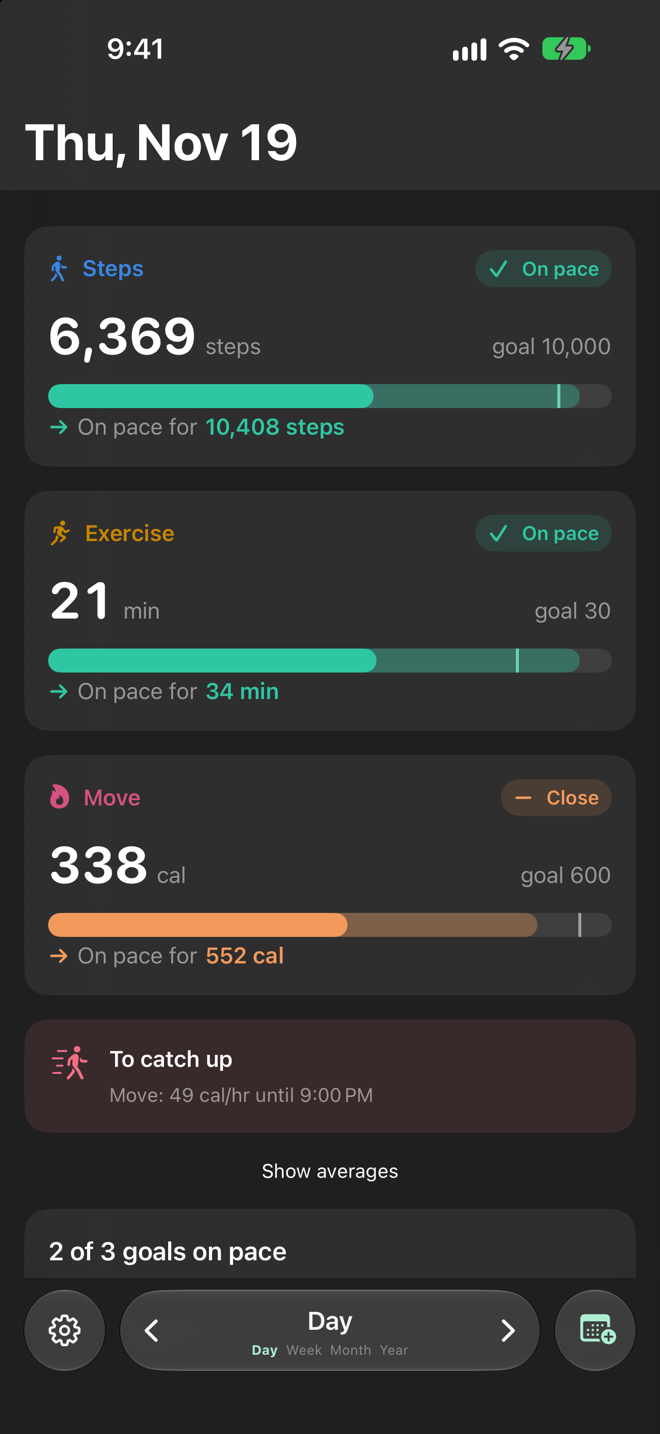 9:41
Thu, Nov 19
Steps
On pace
6,369 steps
goal 10,000
→ On pace for 10,408 steps
Exercise
On pace
21 min
goal 30
→ On pace for 34 min
Move
Close
338 cal
goal 600
→ On pace for 552 cal
To catch up
Move: 49 cal/hr until 9:00 PM
Show averages
2 of 3 goals on pace
Day
Day Week Month Year